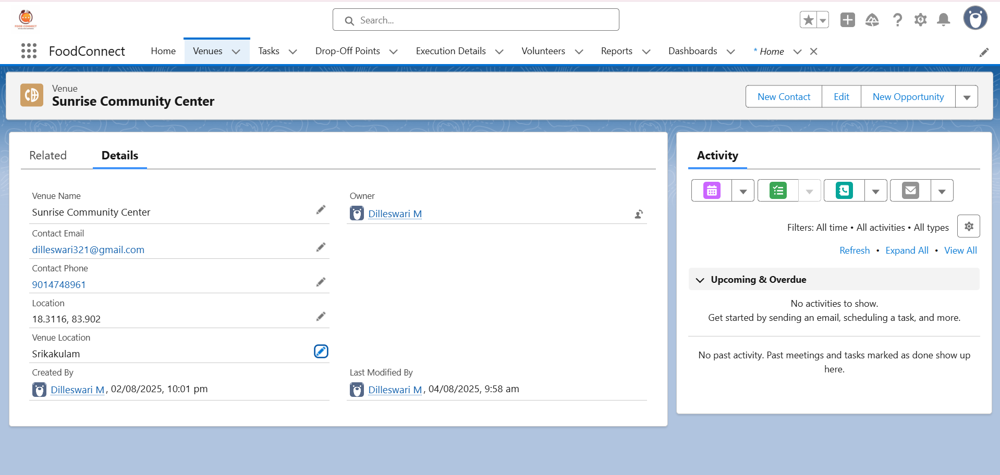 FOOD CONNECT
Search...
FoodConnect
Home
Venues
Tasks
Drop-Off Points
Execution Details
Volunteers
Reports
Dashboards
* Home
Venue
Sunrise Community Center
New Contact
Edit
New Opportunity
Related
Details
Venue Name
Sunrise Community Center
Owner
Dilleswari M
Contact Email
dilleswari321@gmail.com
Contact Phone
9014748961
Location
18.3116, 83.902
Venue Location
Srikakulam
Created By
Dilleswari M, 02/08/2025, 10:01 pm
Last Modified By
Dilleswari M, 04/08/2025, 9:58 am
Activity
Filters: All time • All activities • All types
Refresh • Expand All • View All
Upcoming & Overdue
No activities to show.
Get started by sending an email, scheduling a task, and more.
No past activity. Past meetings and tasks marked as done show up
here.